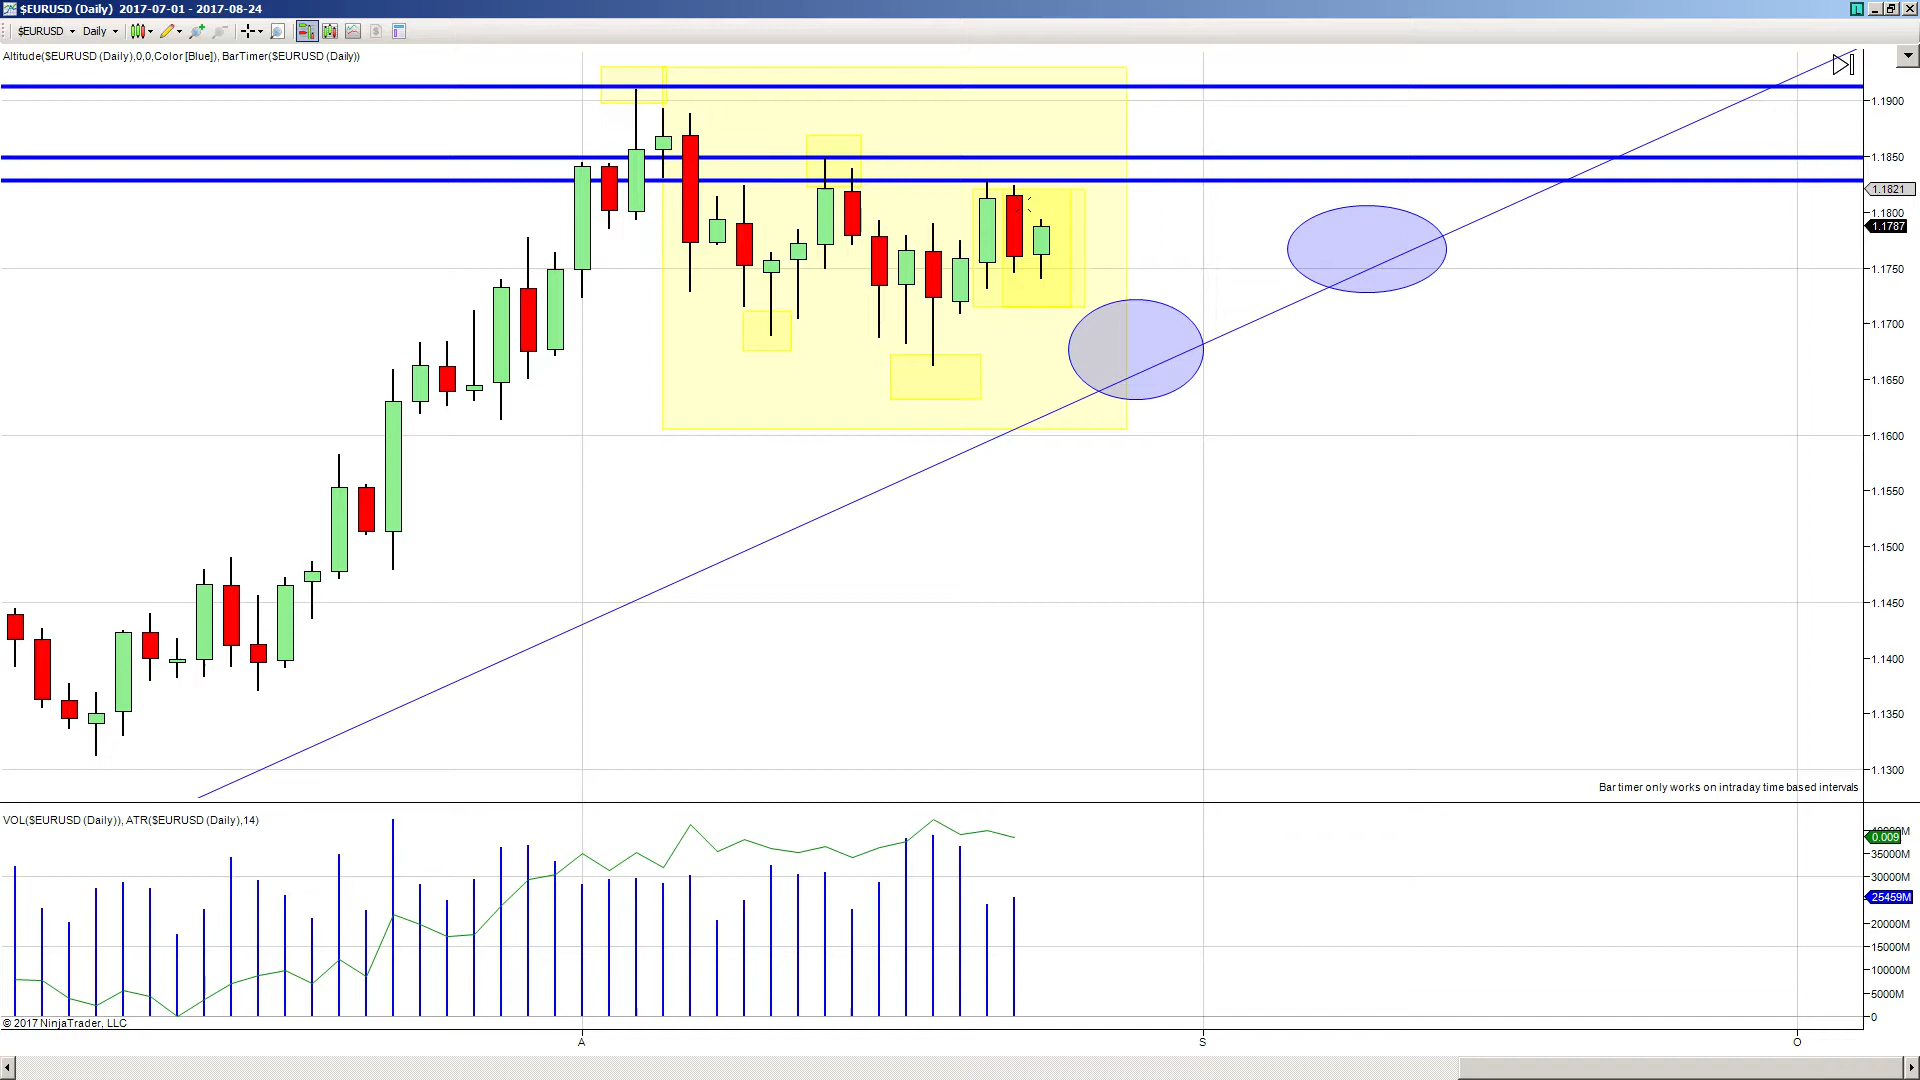 $EURUSD (Daily) 2017-07-01 - 2017-08-24
L
$EURUSD Daily
Altitude($EURUSD (Daily),0,0,Color [Blue]), BarTimer($EURUSD (Daily))
1.1900
1.1850
1.1821
1.1800
1.1787
1.1750
1.1700
1.1650
1.1600
1.1550
1.1500
1.1450
1.1400
1.1350
1.1300
Bar timer only works on intraday time based intervals
VOL($EURUSD (Daily)), ATR($EURUSD (Daily),14)
0.009
35000M
30000M
25459M
20000M
15000M
10000M
5000M
0
© 2017 NinjaTrader, LLC
A S O